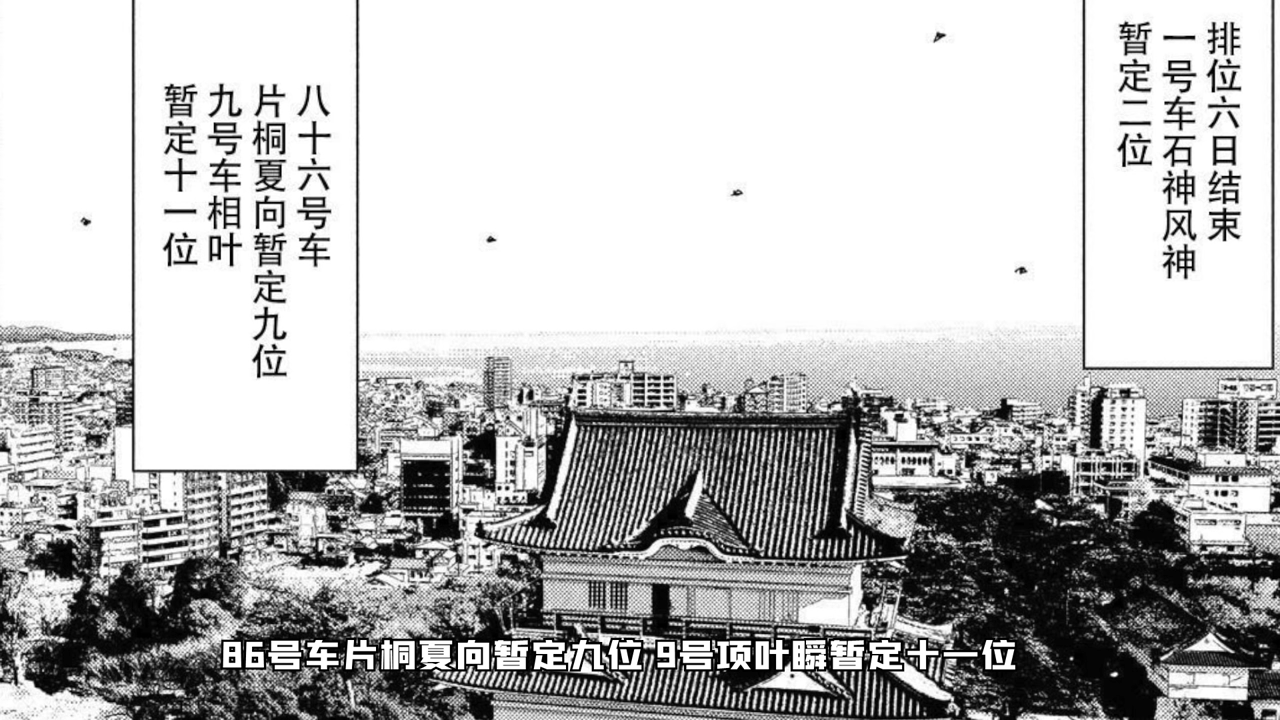 排位六日结束
一号车石神风神
暂定二位
八十六号车
片桐夏向暂定九位
九号车相叶
暂定十一位
86号车片桐夏向暂定九位 9号项叶瞬暂定十一位